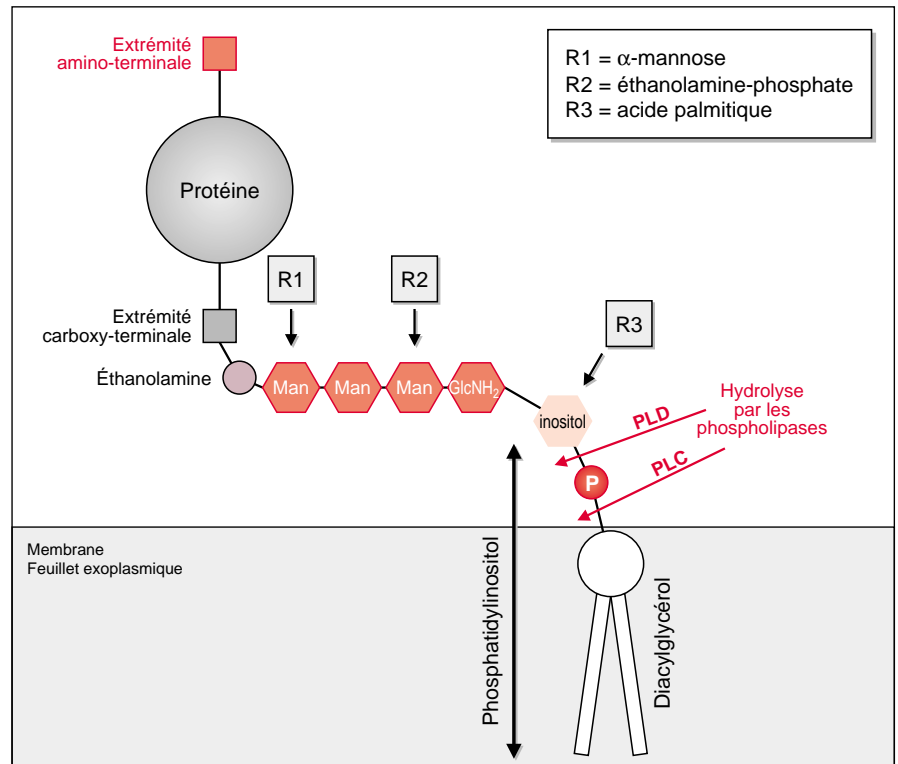 Extrémité
amino-terminale
R1 = α-mannose
R2 = éthanolamine-phosphate
R3 = acide palmitique
Protéine
R1
R2
R3
Extrémité
carboxy-terminale
Éthanolamine
Man
Man
Man
GlcNH₂
inositol
Hydrolyse
par les
phospholipases
PLD
PLC
P
Membrane
Feuillet exoplasmique
Phosphatidylinositol
Diacylglycérol